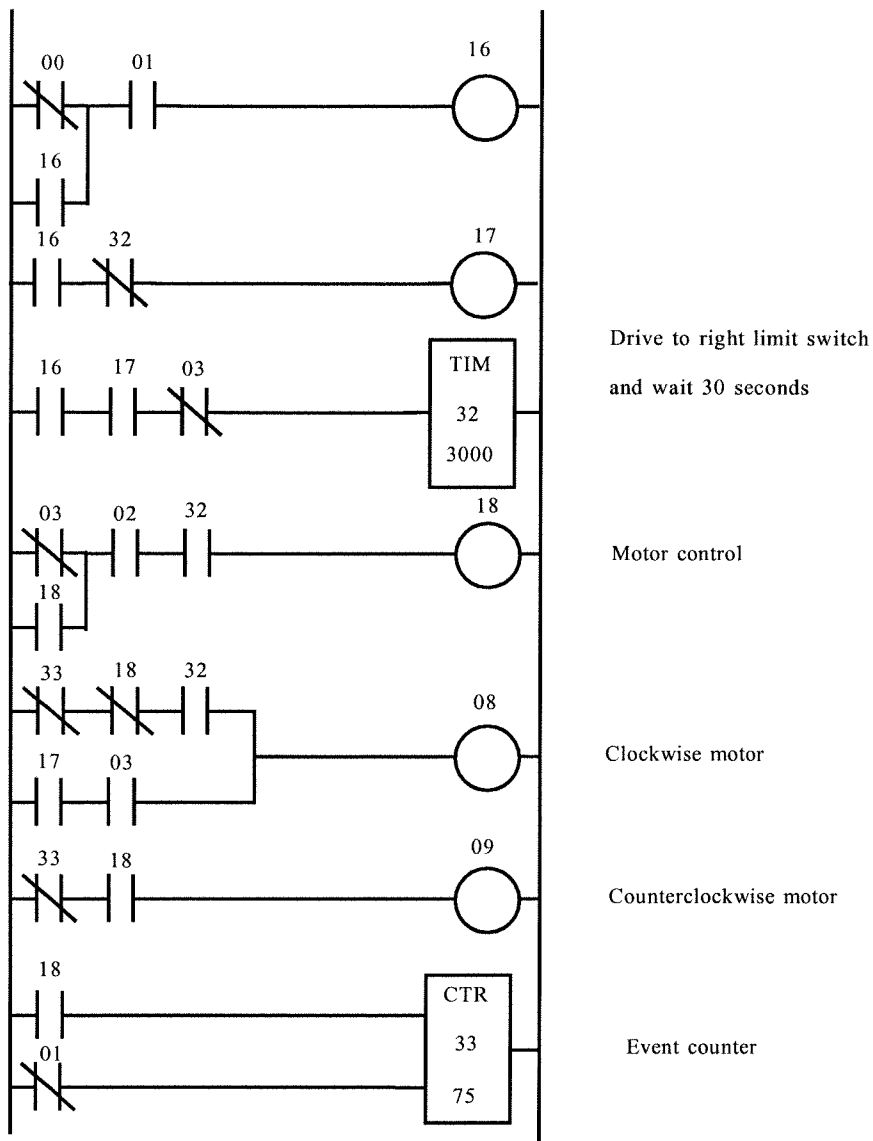 00 01 16
16
16 32 17
Drive to right limit switch
and wait 30 seconds
16 17 03 TIM
32
3000
03 02 32 18
Motor control
18
33 18 32 08
Clockwise motor
17 03
33 18 09
Counterclockwise motor
18 CTR
33
Event counter
01
75